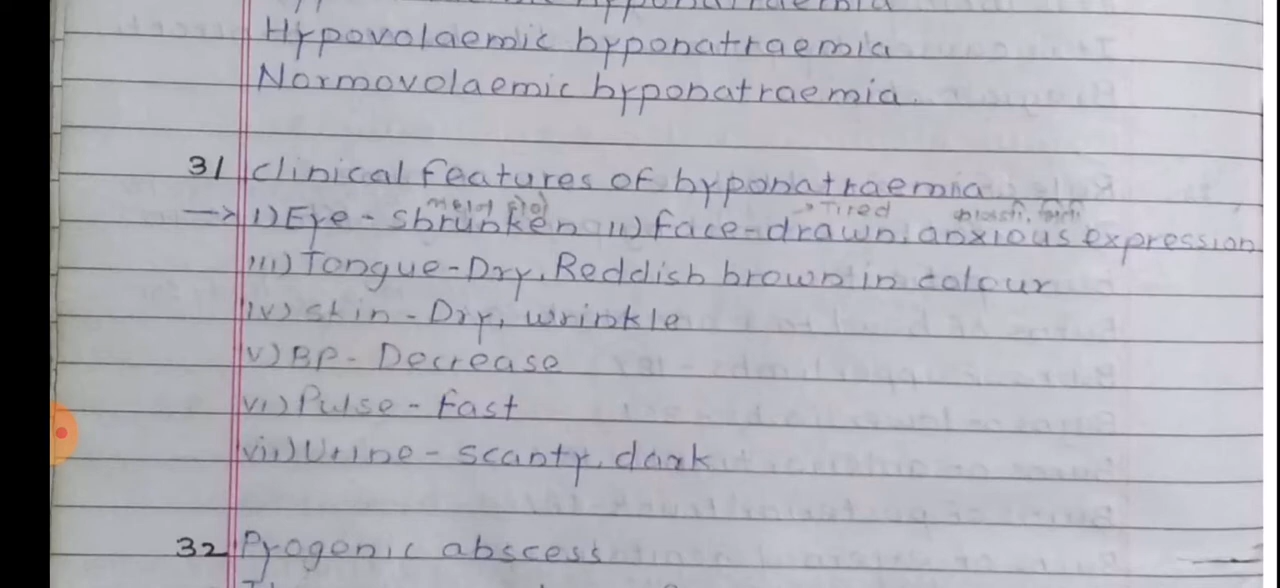 Hypovolaemic hyponatraemia
Normovolaemic hyponatraemia.
31 Clinical features of hyponatraemia
→ Tired
→ i) Eye - shrunken ii) Face - drawn, anxious expression
iii) Tongue - Dry, Reddish brown in colour
iv) Skin - Dry, wrinkle
v) BP - Decrease
vi) Pulse - Fast
vii) Urine - scanty, dark
32 Pyogenic abscess